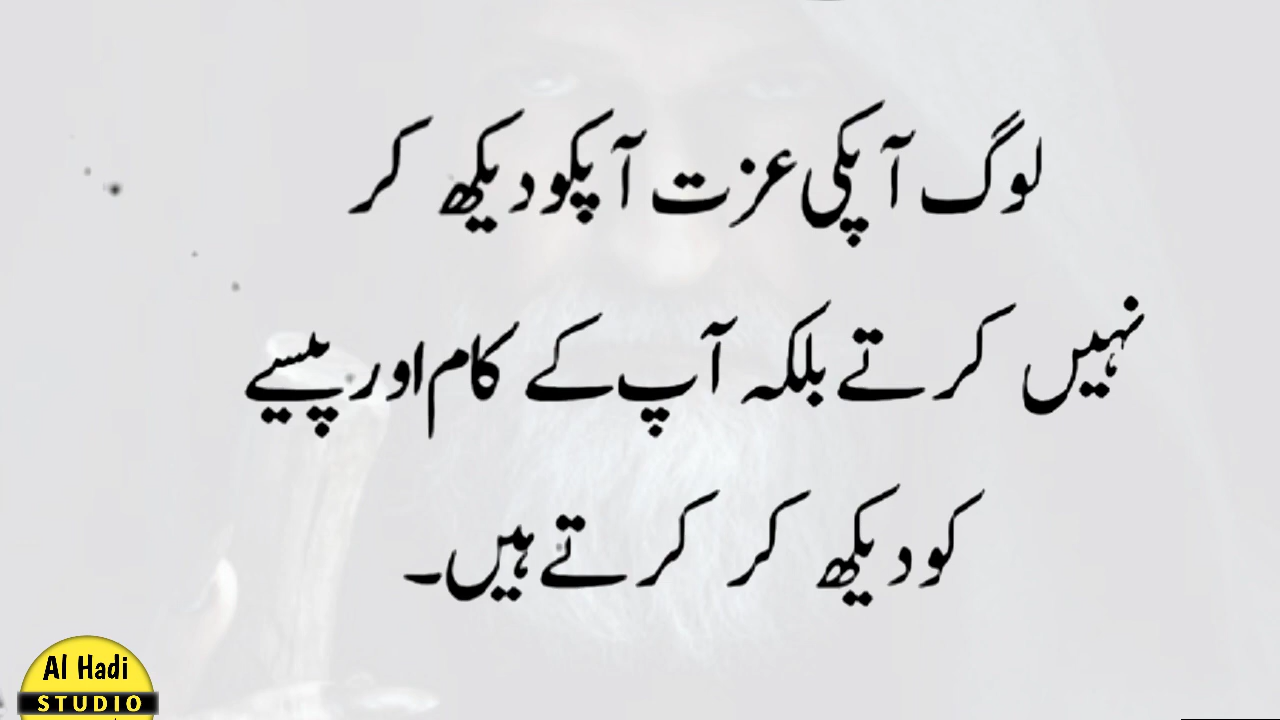 لوگ آپکی عزت آپکو دیکھ کر
نہیں کرتے بلکہ آپ کے کام اور پیسے
کو دیکھ کر کرتے ہیں۔
Al Hadi
STUDIO